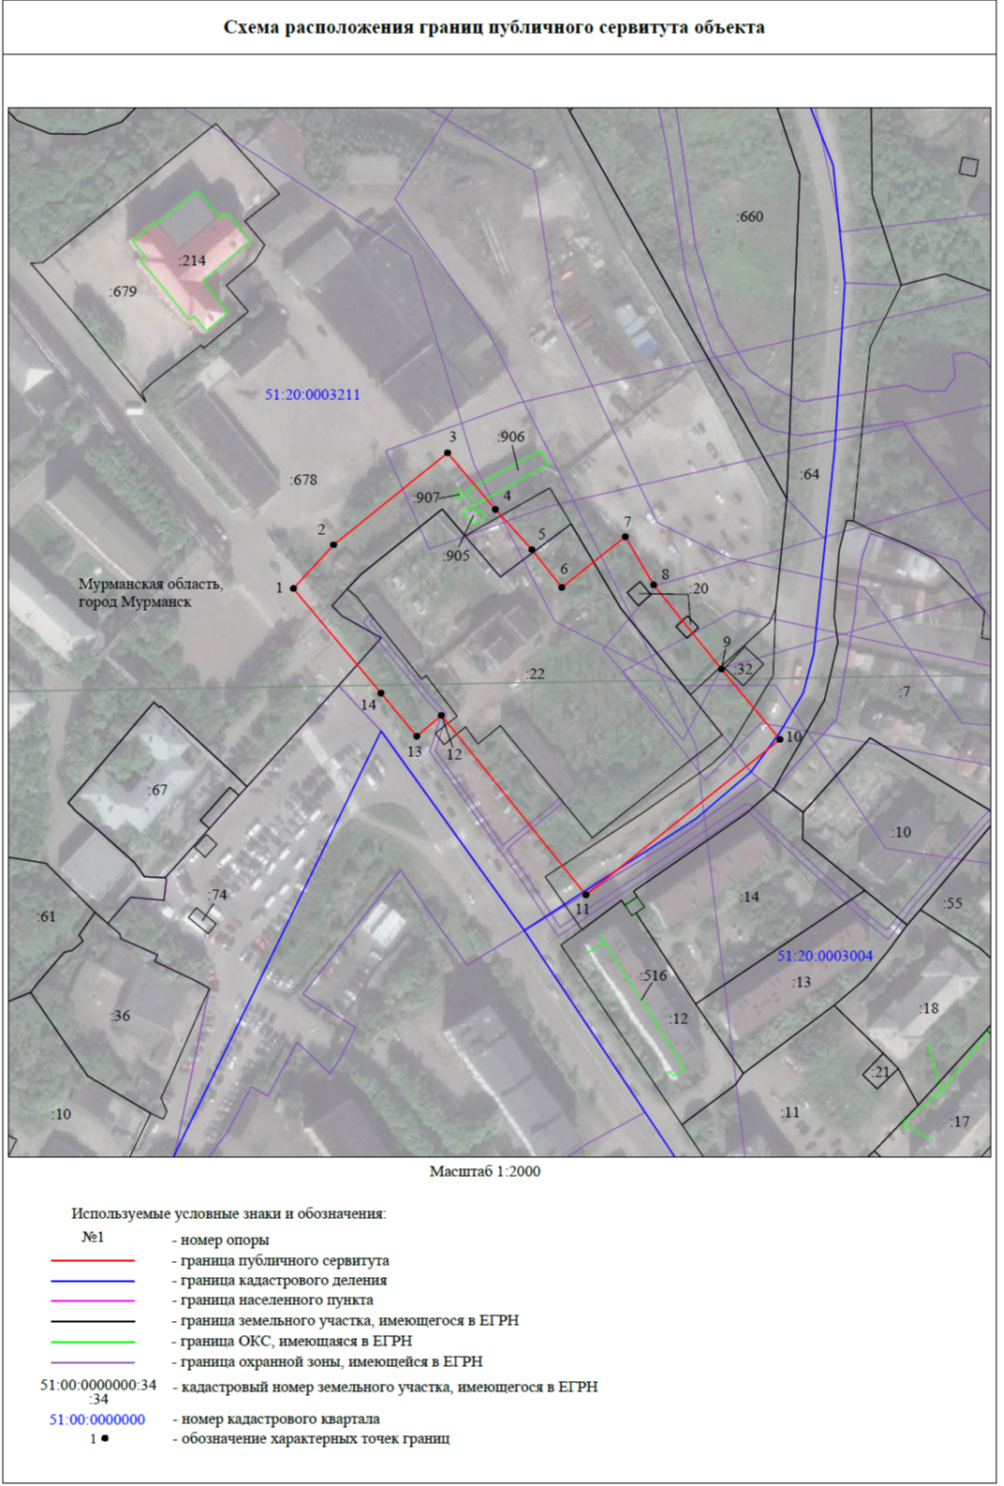 Схема расположения границ публичного сервитута объекта
:660
:214
:679
51:20:0003211
3
:906
:678
:907
4
:64
2
5
7
:905
1
6
8
:20
Мурманская область,
город Мурманск
9
:22
:32
:7
14
10
13
12
:67
:10
:74
:14
:61
11
:55
51:20:0003004
:516
:13
:36
:12
:18
:21
:10
:11
:17
Масштаб 1:2000
Используемые условные знаки и обозначения:
№1 - номер опоры
- граница публичного сервитута
- граница кадастрового деления
- граница населенного пункта
- граница земельного участка, имеющегося в ЕГРН
- граница ОКС, имеющаяся в ЕГРН
- граница охранной зоны, имеющейся в ЕГРН
51:00:0000000:34 - кадастровый номер земельного участка, имеющегося в ЕГРН
:34
51:00:0000000 - номер кадастрового квартала
1 - обозначение характерных точек границ